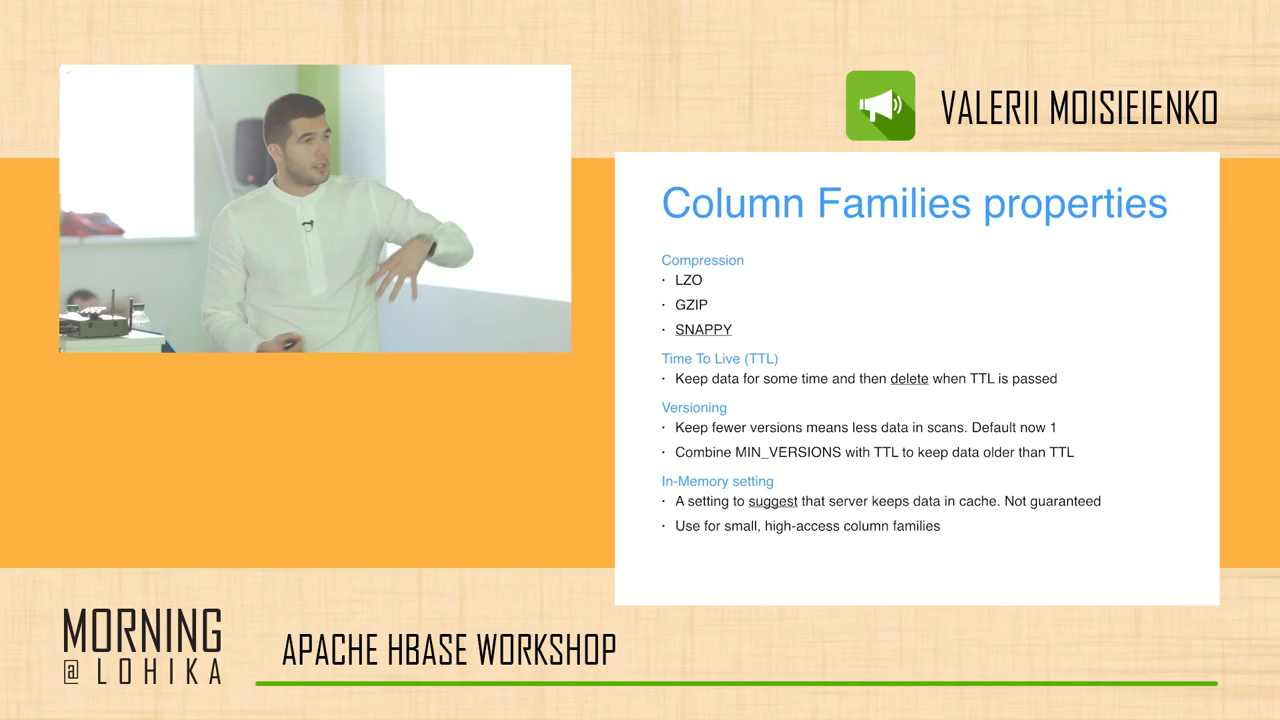 VALERII MOISIEIENKO
Column Families properties
Compression
· LZO
· GZIP
· SNAPPY
Time To Live (TTL)
· Keep data for some time and then delete when TTL is passed
Versioning
· Keep fewer versions means less data in scans. Default now 1
· Combine MIN_VERSIONS with TTL to keep data older than TTL
In-Memory setting
· A setting to suggest that server keeps data in cache. Not guaranteed
· Use for small, high-access column families
MORNING
@ LOHIKA
APACHE HBASE WORKSHOP